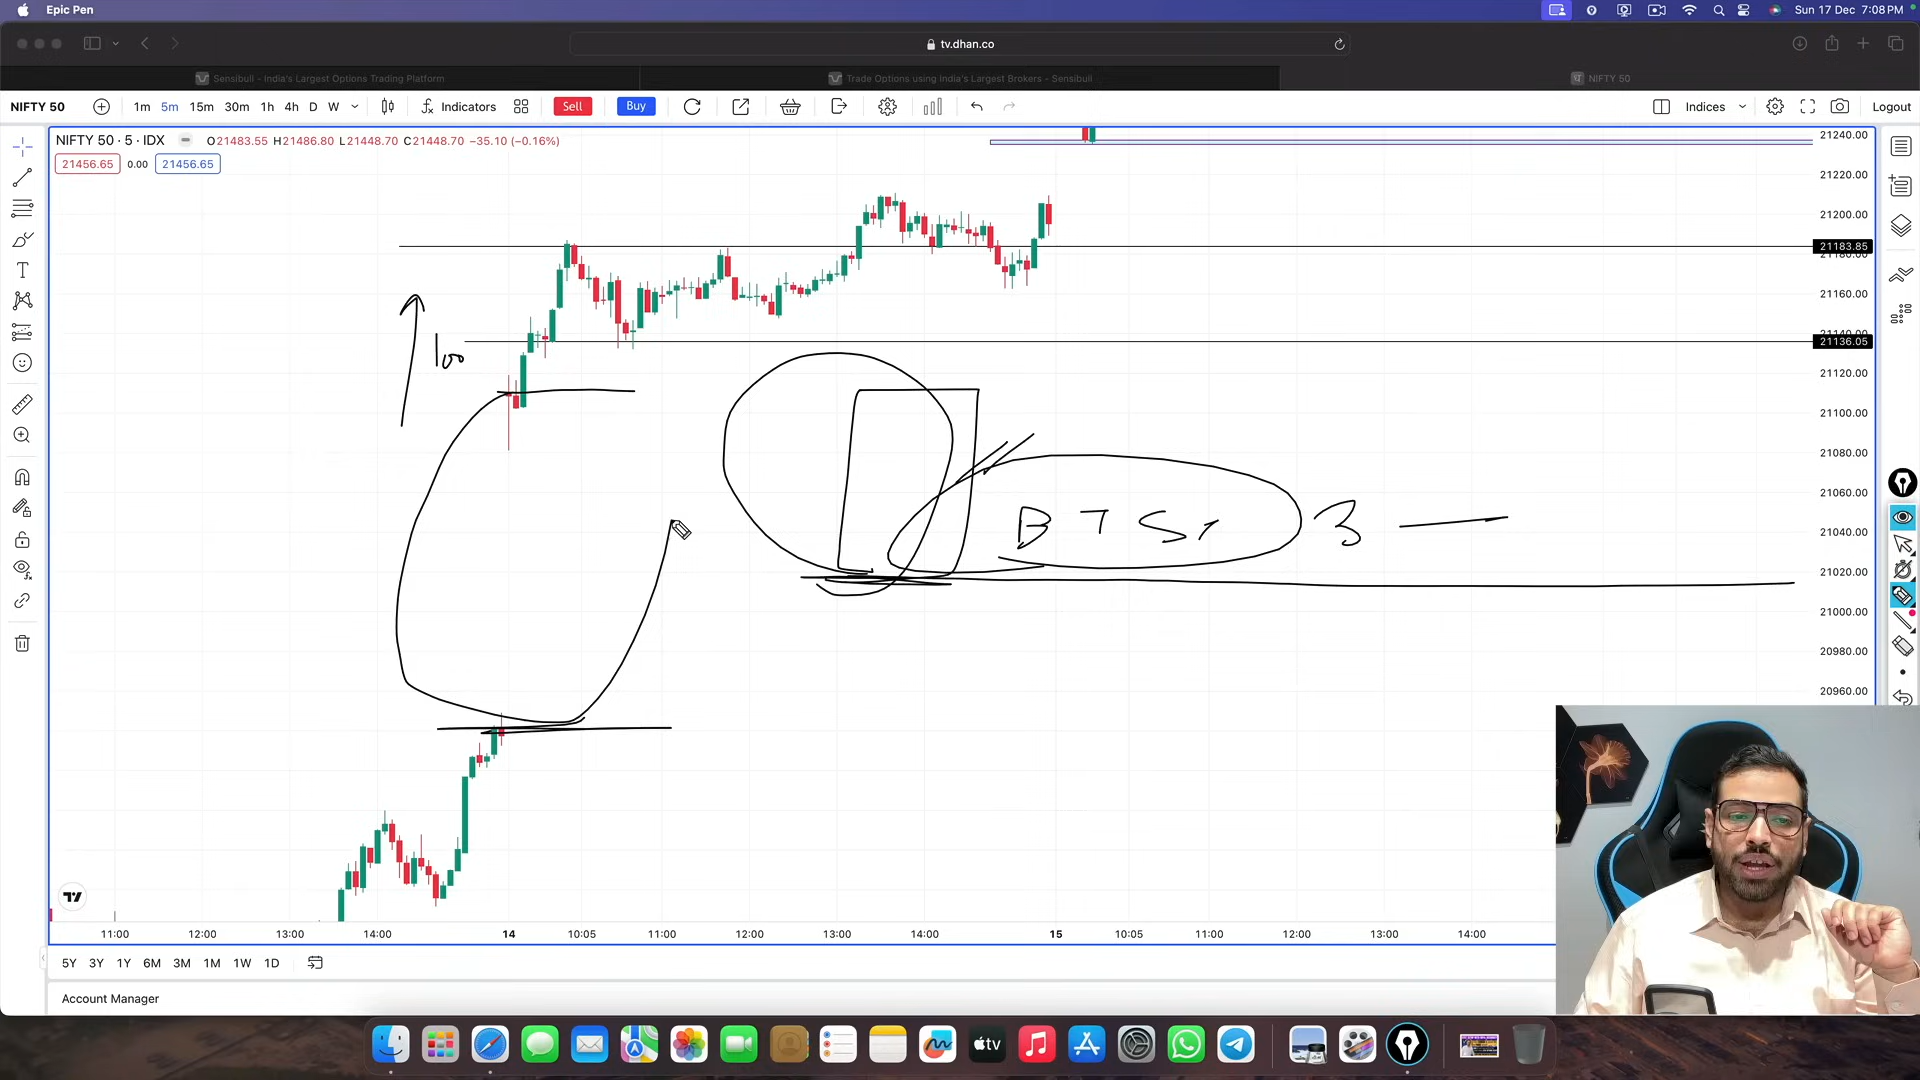 Epic Pen
Sun 17 Dec 7:08 PM
tv.dhan.co
Sensibull - India's Largest Options Trading Platform
Trade Options using India's Largest Brokers - Sensibull
NIFTY 50
NIFTY 50 1m 5m 15m 30m 1h 4h D W Indicators Sell Buy Indices Logout
NIFTY 50 · 5 · IDX O21483.55 H21486.80 L21448.70 C21448.70 −35.10 (−0.16%)
21456.65 0.00 21456.65
21240.00
21220.00
21200.00
21183.85
21180.00
21160.00
21140.00
21136.05
21120.00
21100.00
21080.00
21060.00
21040.00
21020.00
21000.00
20980.00
20960.00
100
B T S T 3
11:00 12:00 13:00 14:00 14 10:05 11:00 12:00 13:00 14:00 15 10:05 11:00 12:00 13:00 14:00
5Y 3Y 1Y 6M 3M 1M 1W 1D
Account Manager
tv